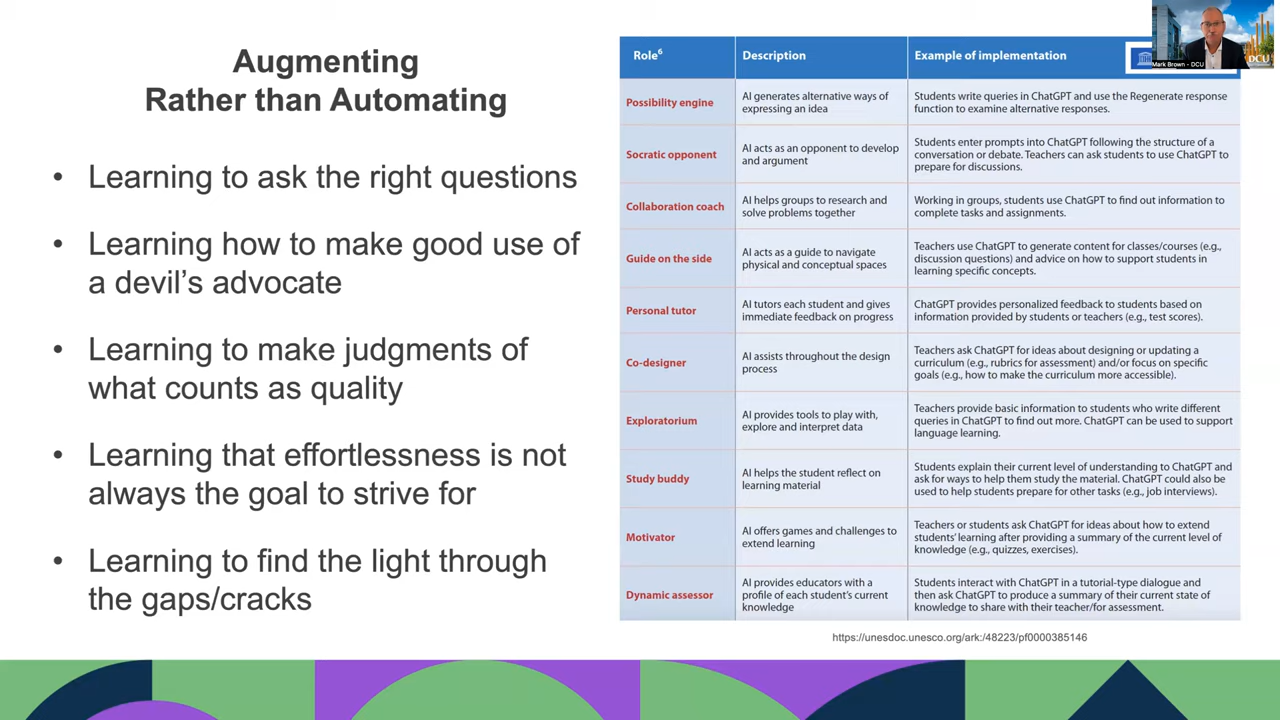 Augmenting
Rather than Automating
• Learning to ask the right questions
• Learning how to make good use of
a devil's advocate
• Learning to make judgments of
what counts as quality
• Learning that effortlessness is not
always the goal to strive for
• Learning to find the light through
the gaps/cracks
Role⁶ Description Example of implementation
Possibility engine
AI generates alternative ways of
expressing an idea
Students write queries in ChatGPT and use the Regenerate response
function to examine alternative responses.
Socratic opponent
AI acts as an opponent to develop
and argument
Students enter prompts into ChatGPT following the structure of a
conversation or debate. Teachers can ask students to use ChatGPT to
prepare for discussions.
Collaboration coach
AI helps groups to research and
solve problems together
Working in groups, students use ChatGPT to find out information to
complete tasks and assignments.
Guide on the side
AI acts as a guide to navigate
physical and conceptual spaces
Teachers use ChatGPT to generate content for classes/courses (e.g.,
discussion questions) and advice on how to support students in
learning specific concepts.
Personal tutor
AI tutors each student and gives
immediate feedback on progress
ChatGPT provides personalized feedback to students based on
information provided by students or teachers (e.g., test scores).
Co-designer
AI assists throughout the design
process
Teachers ask ChatGPT for ideas about designing or updating a
curriculum (e.g., rubrics for assessment) and/or focus on specific
goals (e.g., how to make the curriculum more accessible).
Exploratorium
AI provides tools to play with,
explore and interpret data
Teachers provide basic information to students who write different
queries in ChatGPT to find out more. ChatGPT can be used to support
language learning.
Study buddy
AI helps the student reflect on
learning material
Students explain their current level of understanding to ChatGPT and
ask for ways to help them study the material. ChatGPT could also be
used to help students prepare for other tasks (e.g., job interviews).
Motivator
AI offers games and challenges to
extend learning
Teachers or students ask ChatGPT for ideas about how to extend
students' learning after providing a summary of the current level of
knowledge (e.g., quizzes, exercises).
Dynamic assessor
AI provides educators with a
profile of each student's current
knowledge
Students interact with ChatGPT in a tutorial-type dialogue and
then ask ChatGPT to produce a summary of their current state of
knowledge to share with their teacher/for assessment.
https://unesdoc.unesco.org/ark:/48223/pf0000385146
Mark Brown - DCU
DCU